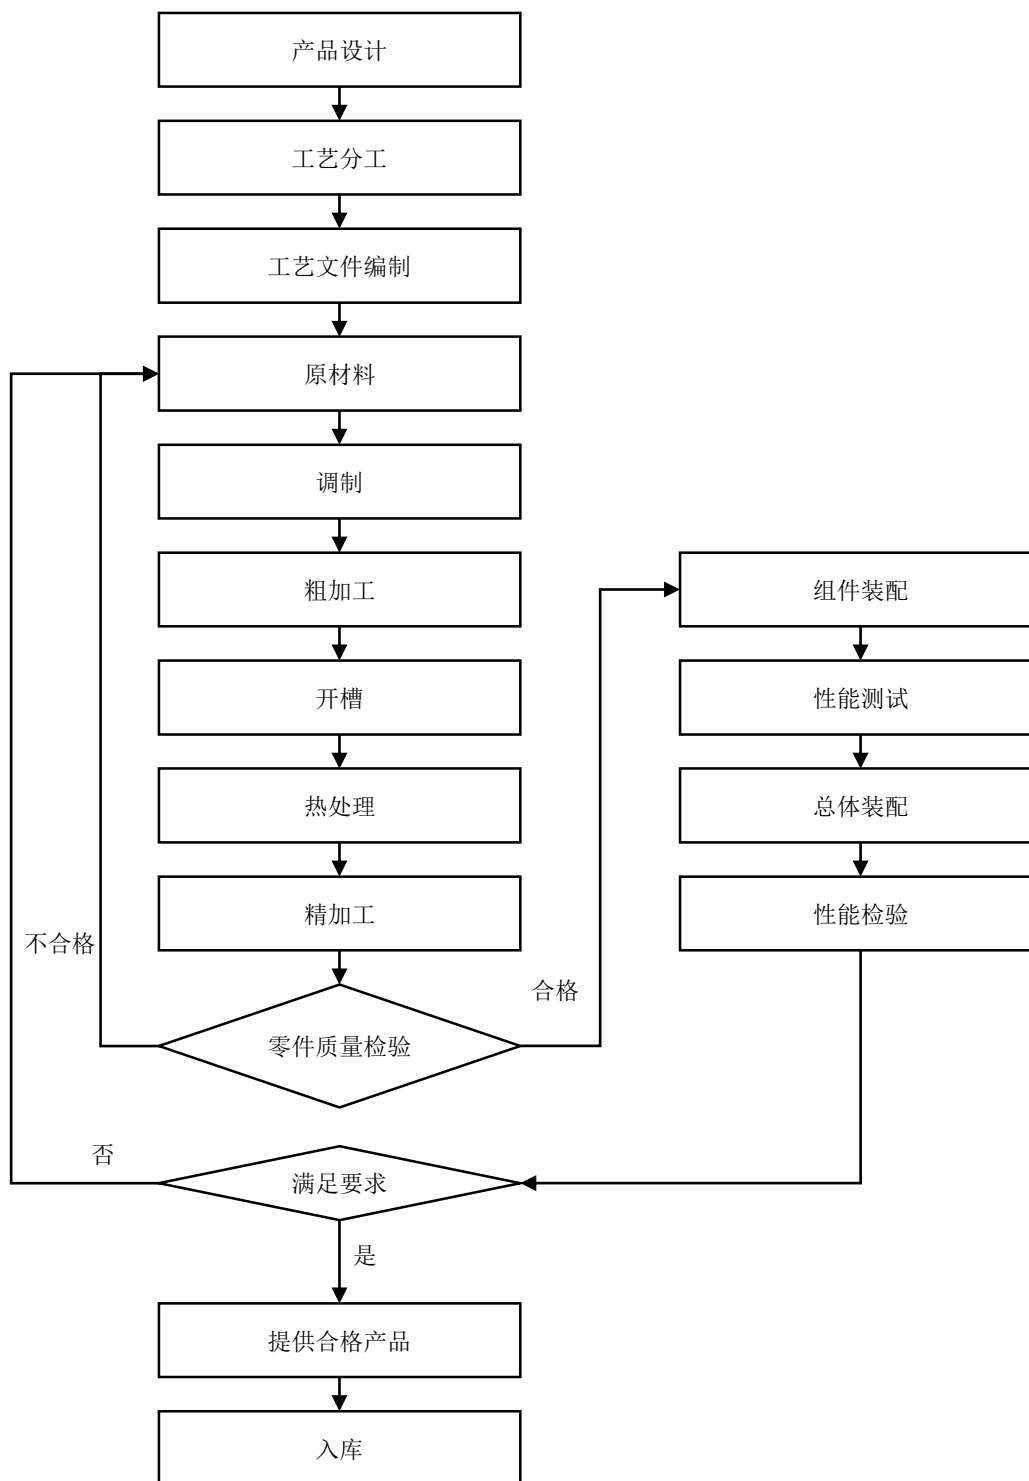 产品设计
工艺分工
工艺文件编制
原材料
调制
粗加工
开槽
热处理
精加工
不合格
零件质量检验
合格
组件装配
性能测试
总体装配
性能检验
否
满足要求
是
提供合格产品
入库